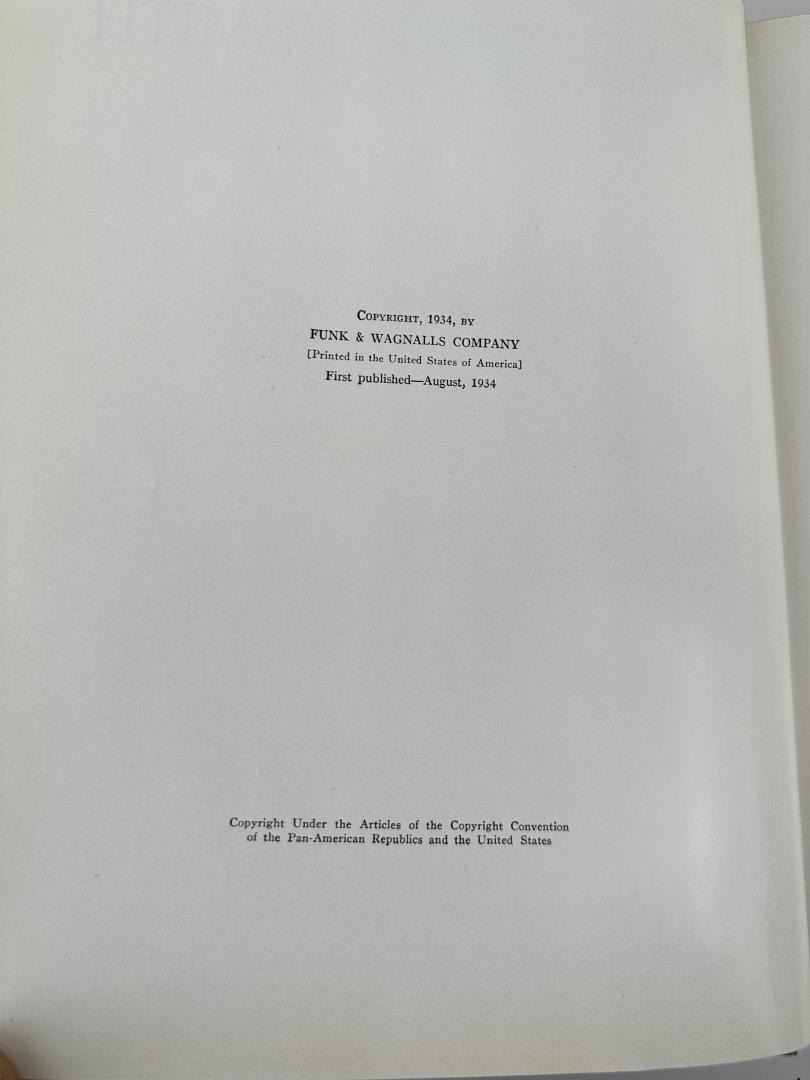 COPYRIGHT, 1934, BY
FUNK & WAGNALLS COMPANY
[Printed in the United States of America]
First published—August, 1934
Copyright Under the Articles of the Copyright Convention
of the Pan-American Republics and the United States